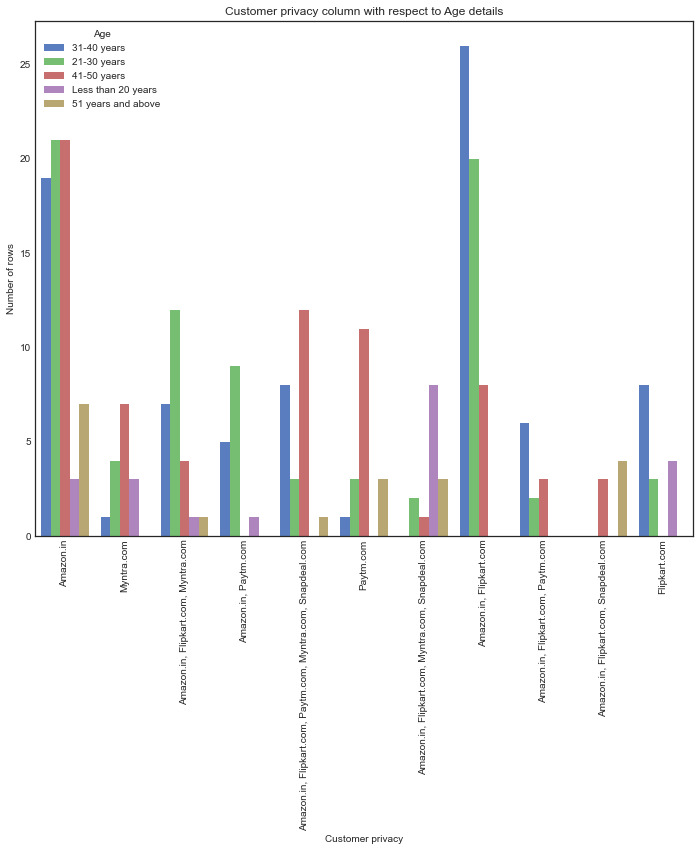 Customer privacy column with respect to Age details
Age
31-40 years
21-30 years
41-50 yaers
Less than 20 years
51 years and above
Number of rows
25
20
15
10
5
0
Amazon.in
Myntra.com
Amazon.in, Flipkart.com, Myntra.com
Amazon.in, Paytm.com
Amazon.in, Flipkart.com, Paytm.com, Myntra.com, Snapdeal.com
Paytm.com
Amazon.in, Flipkart.com, Myntra.com, Snapdeal.com
Amazon.in, Flipkart.com
Amazon.in, Flipkart.com, Paytm.com
Amazon.in, Flipkart.com, Snapdeal.com
Flipkart.com
Customer privacy